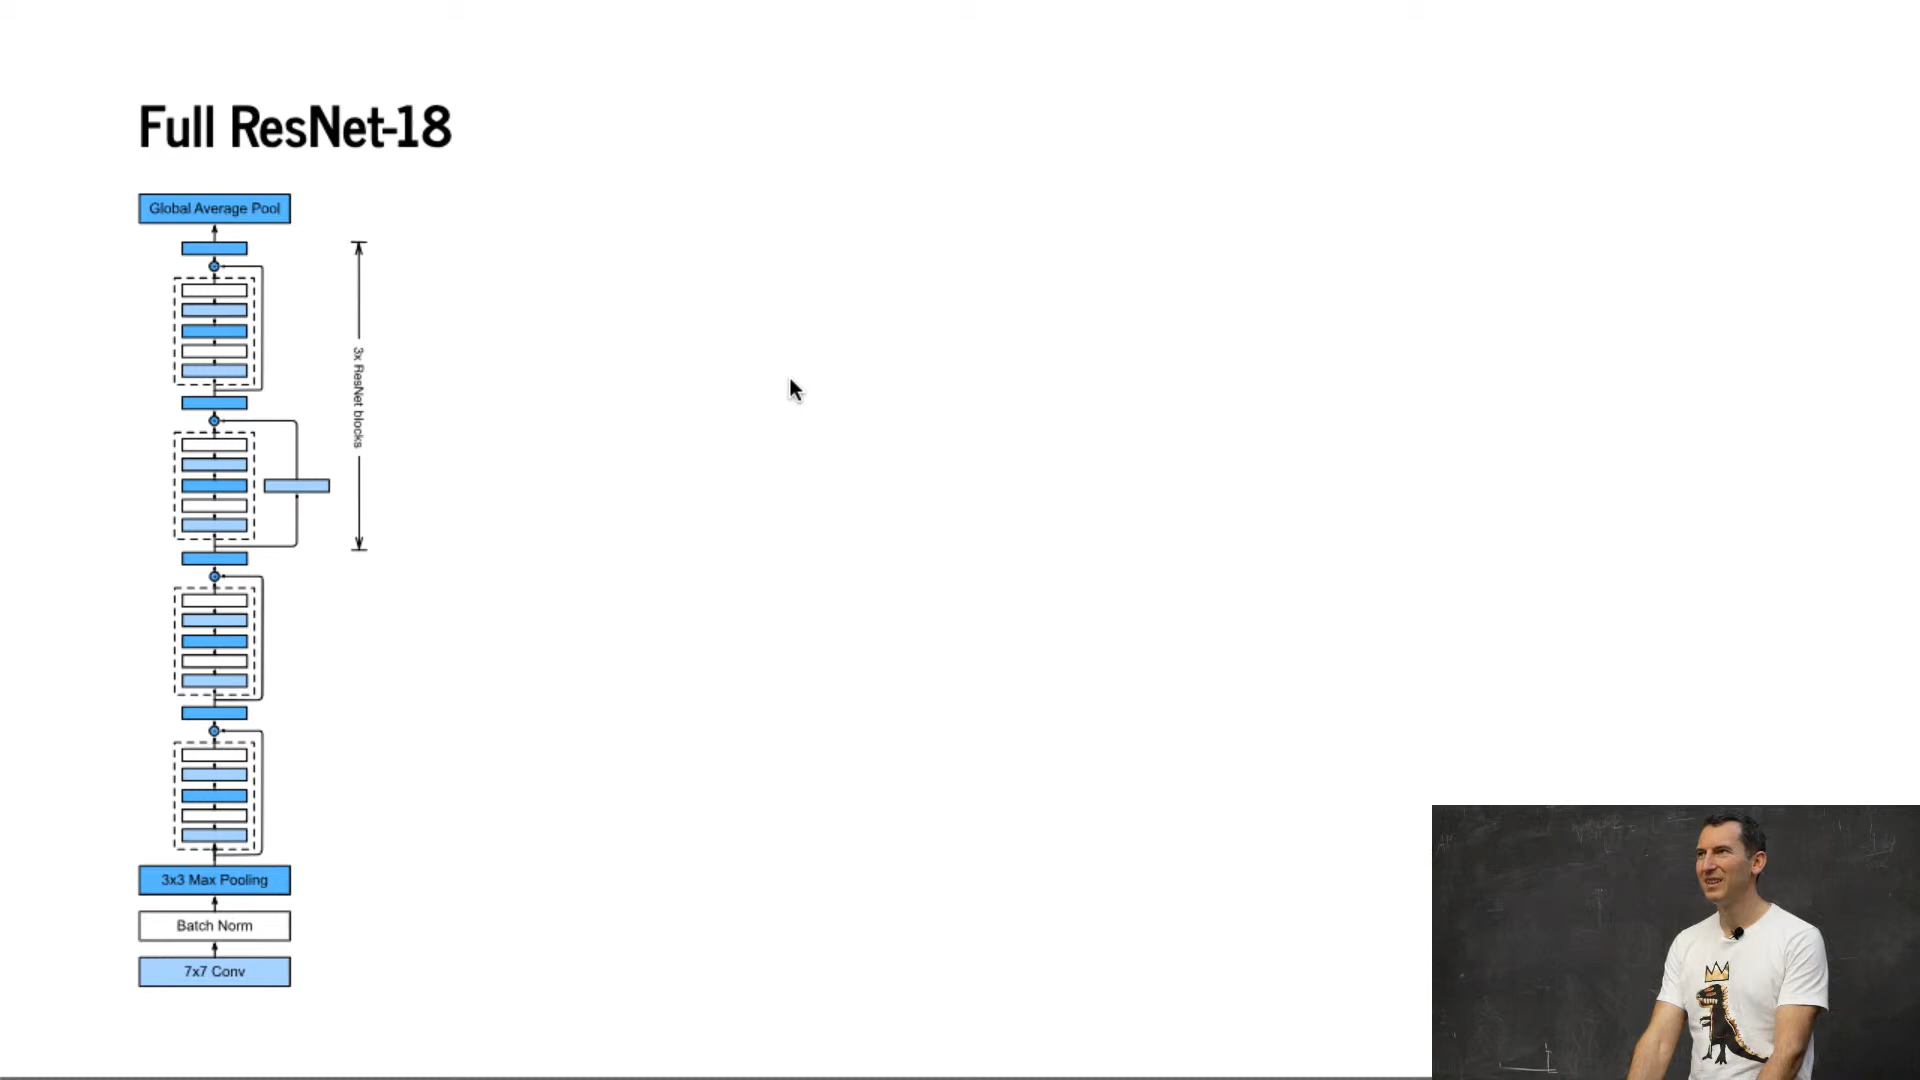 Full ResNet-18
Global Average Pool
3x ResNet blocks
3x3 Max Pooling
Batch Norm
7x7 Conv